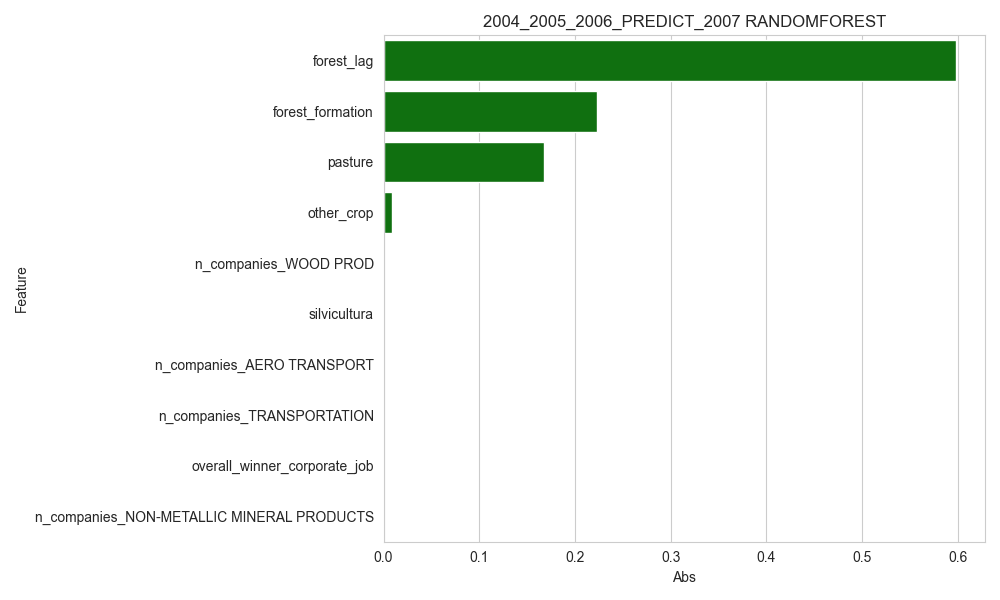 2004_2005_2006_PREDICT_2007 RANDOMFOREST
Feature
forest_lag
forest_formation
pasture
other_crop
n_companies_WOOD PROD
silvicultura
n_companies_AERO TRANSPORT
n_companies_TRANSPORTATION
overall_winner_corporate_job
n_companies_NON-METALLIC MINERAL PRODUCTS
0.0 0.1 0.2 0.3 0.4 0.5 0.6
Abs